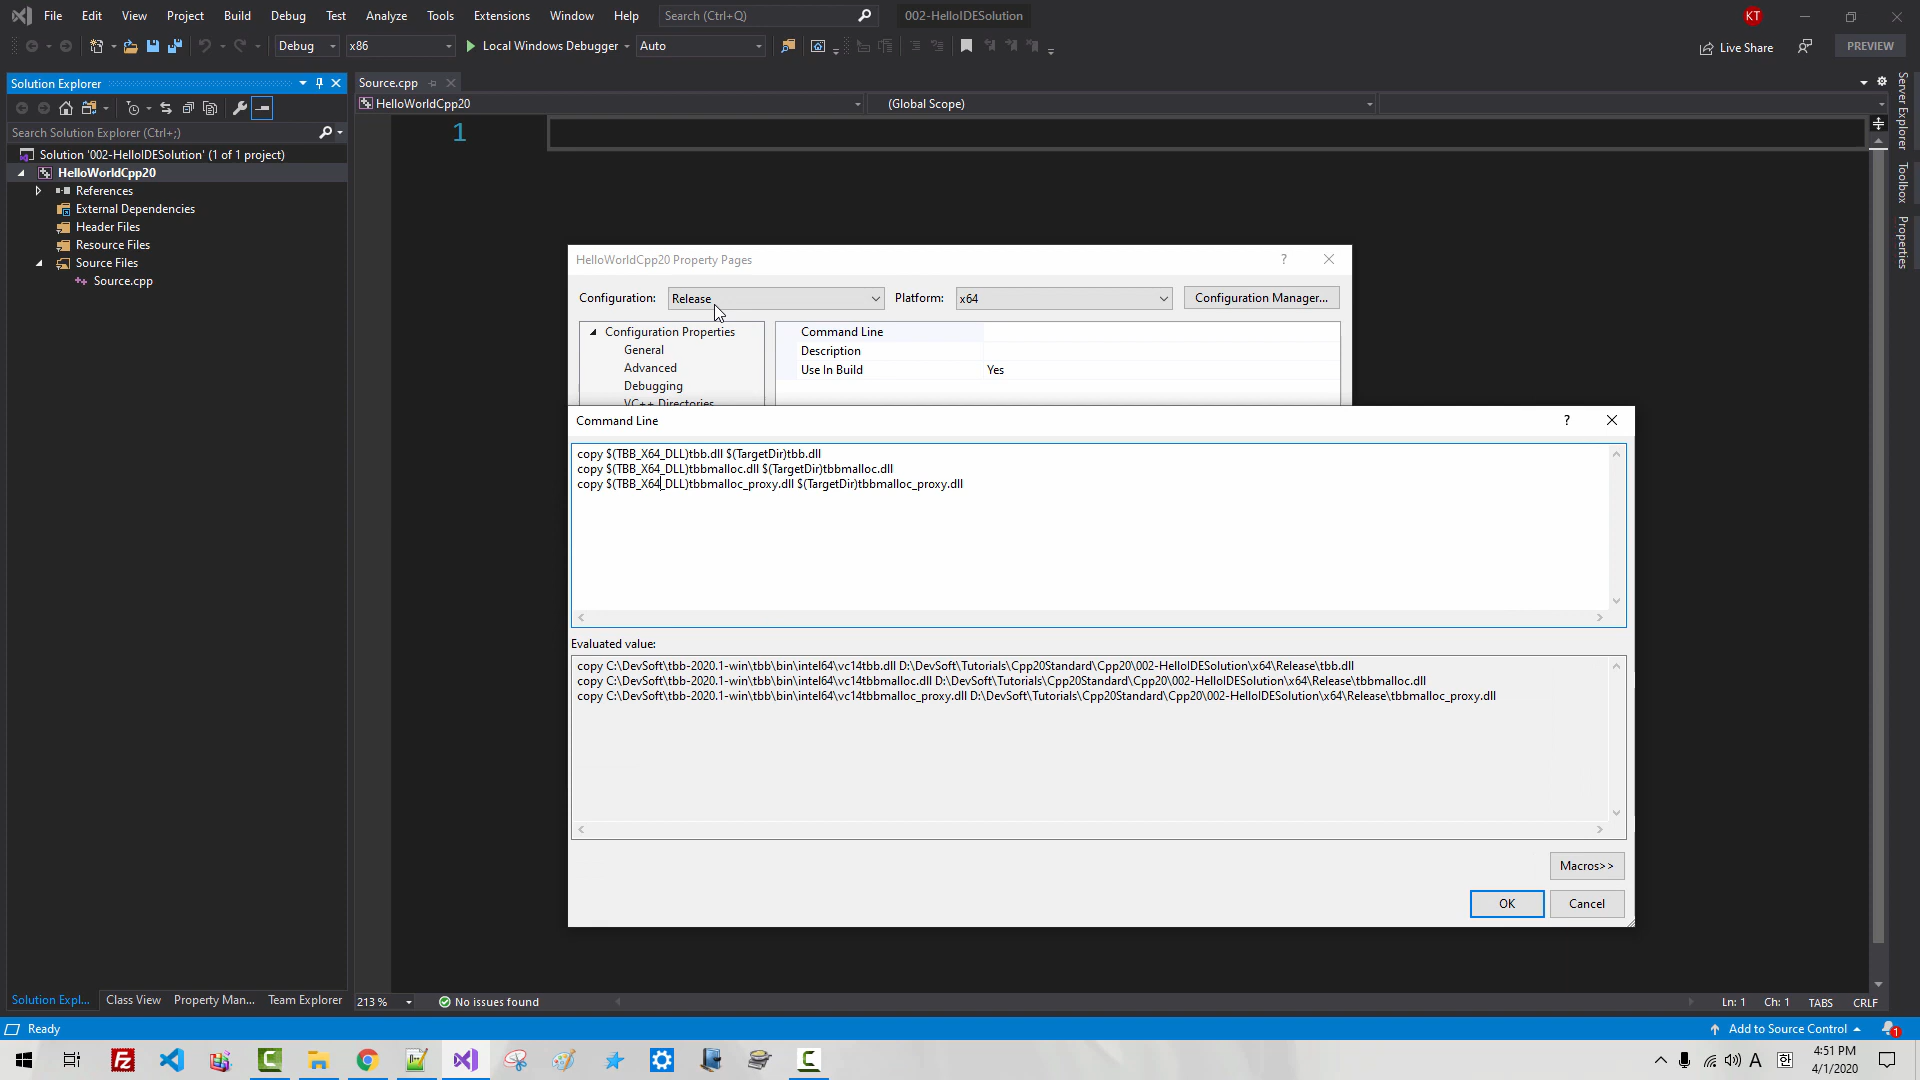 File Edit View Project Build Debug Test Analyze Tools Extensions Window Help Search (Ctrl+Q) 002-HelloIDESolution KT
Debug x86 Local Windows Debugger Auto Live Share PREVIEW
Solution Explorer
Source.cpp
HelloWorldCpp20 (Global Scope)
Search Solution Explorer (Ctrl+;)
1
Solution '002-HelloIDESolution' (1 of 1 project)
HelloWorldCpp20
References
External Dependencies
Header Files
Resource Files
Source Files
Source.cpp
Server Explorer
Toolbox
Properties
HelloWorldCpp20 Property Pages ?
Configuration: Release Platform: x64 Configuration Manager...
Configuration Properties
General
Advanced
Debugging
VC++ Directories
Command Line
Description
Use In Build Yes
Command Line ?
copy $(TBB_X64_DLL)tbb.dll $(TargetDir)tbb.dll
copy $(TBB_X64_DLL)tbbmalloc.dll $(TargetDir)tbbmalloc.dll
copy $(TBB_X64_DLL)tbbmalloc_proxy.dll $(TargetDir)tbbmalloc_proxy.dll
Evaluated value:
copy C:\DevSoft\tbb-2020.1-win\tbb\bin\intel64\vc14tbb.dll D:\DevSoft\Tutorials\Cpp20Standard\Cpp20\002-HelloIDESolution\x64\Release\tbb.dll
copy C:\DevSoft\tbb-2020.1-win\tbb\bin\intel64\vc14tbbmalloc.dll D:\DevSoft\Tutorials\Cpp20Standard\Cpp20\002-HelloIDESolution\x64\Release\tbbmalloc.dll
copy C:\DevSoft\tbb-2020.1-win\tbb\bin\intel64\vc14tbbmalloc_proxy.dll D:\DevSoft\Tutorials\Cpp20Standard\Cpp20\002-HelloIDESolution\x64\Release\tbbmalloc_proxy.dll
Macros>>
OK Cancel
Solution Expl... Class View Property Man... Team Explorer
213 % No issues found Ln: 1 Ch: 1 TABS CRLF
Ready Add to Source Control 1
A 한 4:51 PM
4/1/2020